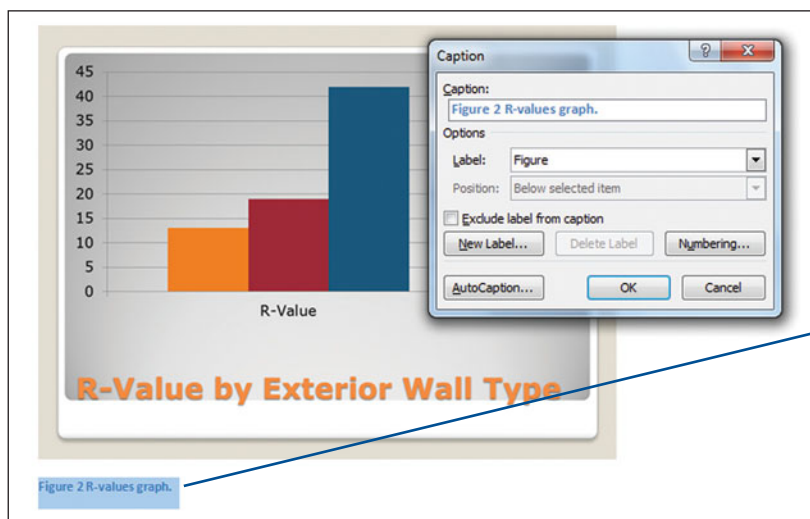 45
40
35
30
25
20
15
10
5
0
R-Value
R-Value by Exterior Wall Type
Caption
?
Caption:
Figure 2 R-values graph.
Options
Label: Figure
Position: Below selected item
Exclude label from caption
New Label... Delete Label Numbering...
AutoCaption... OK Cancel
Figure 2 R-values graph.